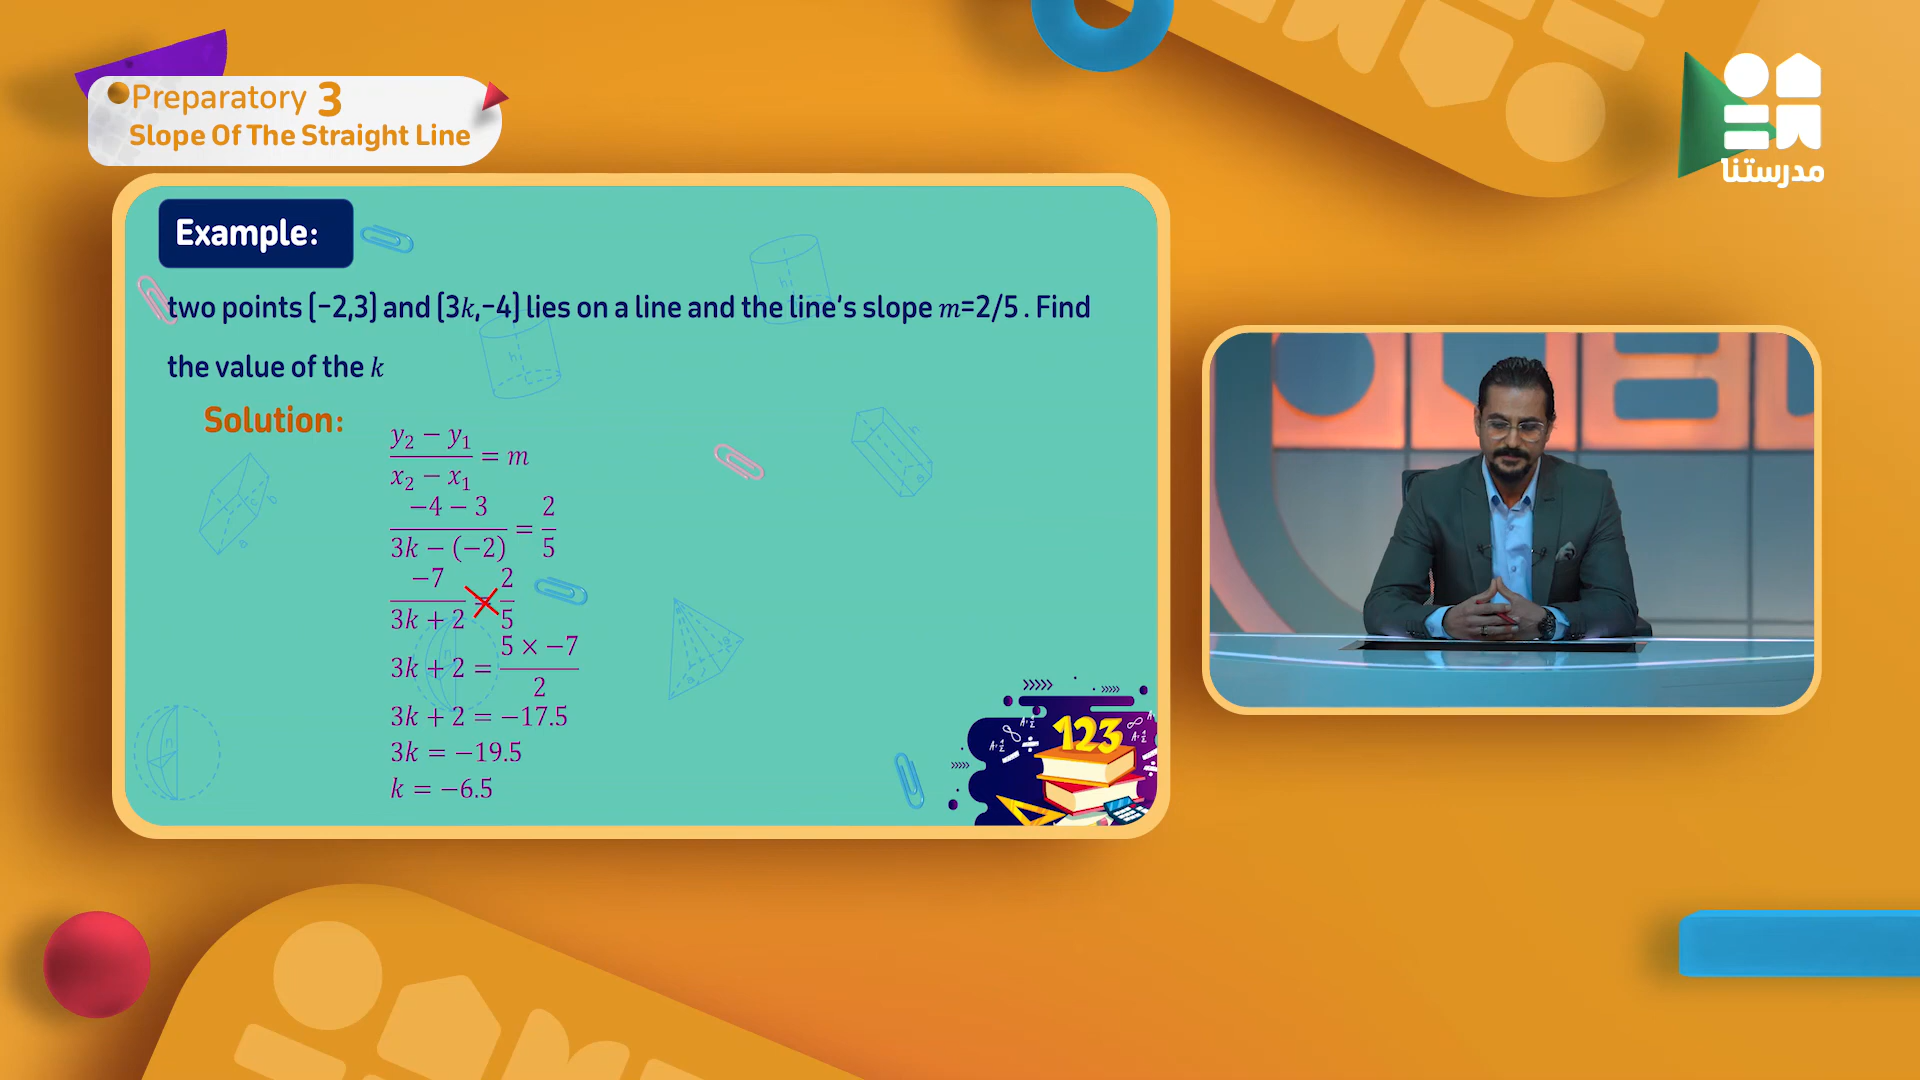 Preparatory 3
Slope Of The Straight Line
مدرستنا
Example:
two points (-2,3) and (3k,-4) lies on a line and the line's slope m=2/5 . Find
the value of the k
Solution:
(y₂ − y₁)/(x₂ − x₁) = m
(−4 − 3)/(3k − (−2)) = 2/5
−7/(3k + 2) = 2/5
3k + 2 = (5 × −7)/2
3k + 2 = −17.5
3k = −19.5
k = −6.5
123